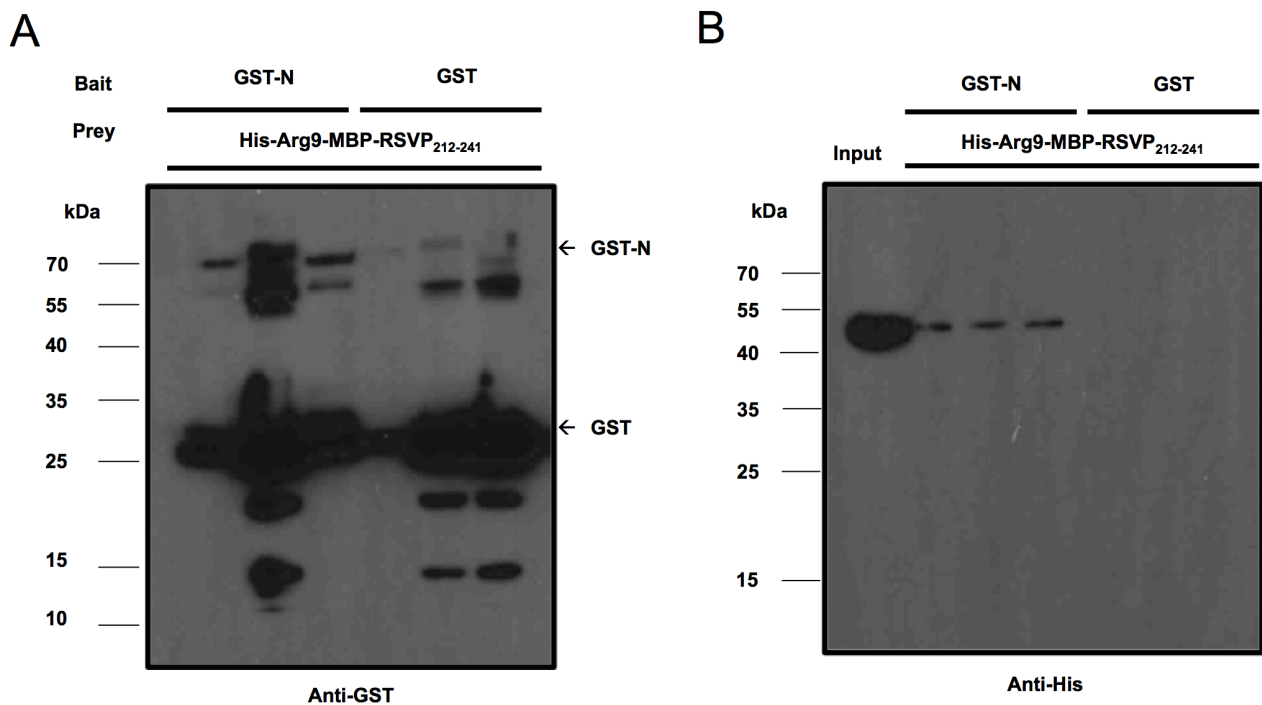 A
Bait
GST-N
GST
Prey
His-Arg9-MBP-RSVP212-241
kDa
70
55
40
35
25
15
10
← GST-N
← GST
Anti-GST
B
GST-N
GST
Input
His-Arg9-MBP-RSVP212-241
kDa
70
55
40
35
25
15
Anti-His